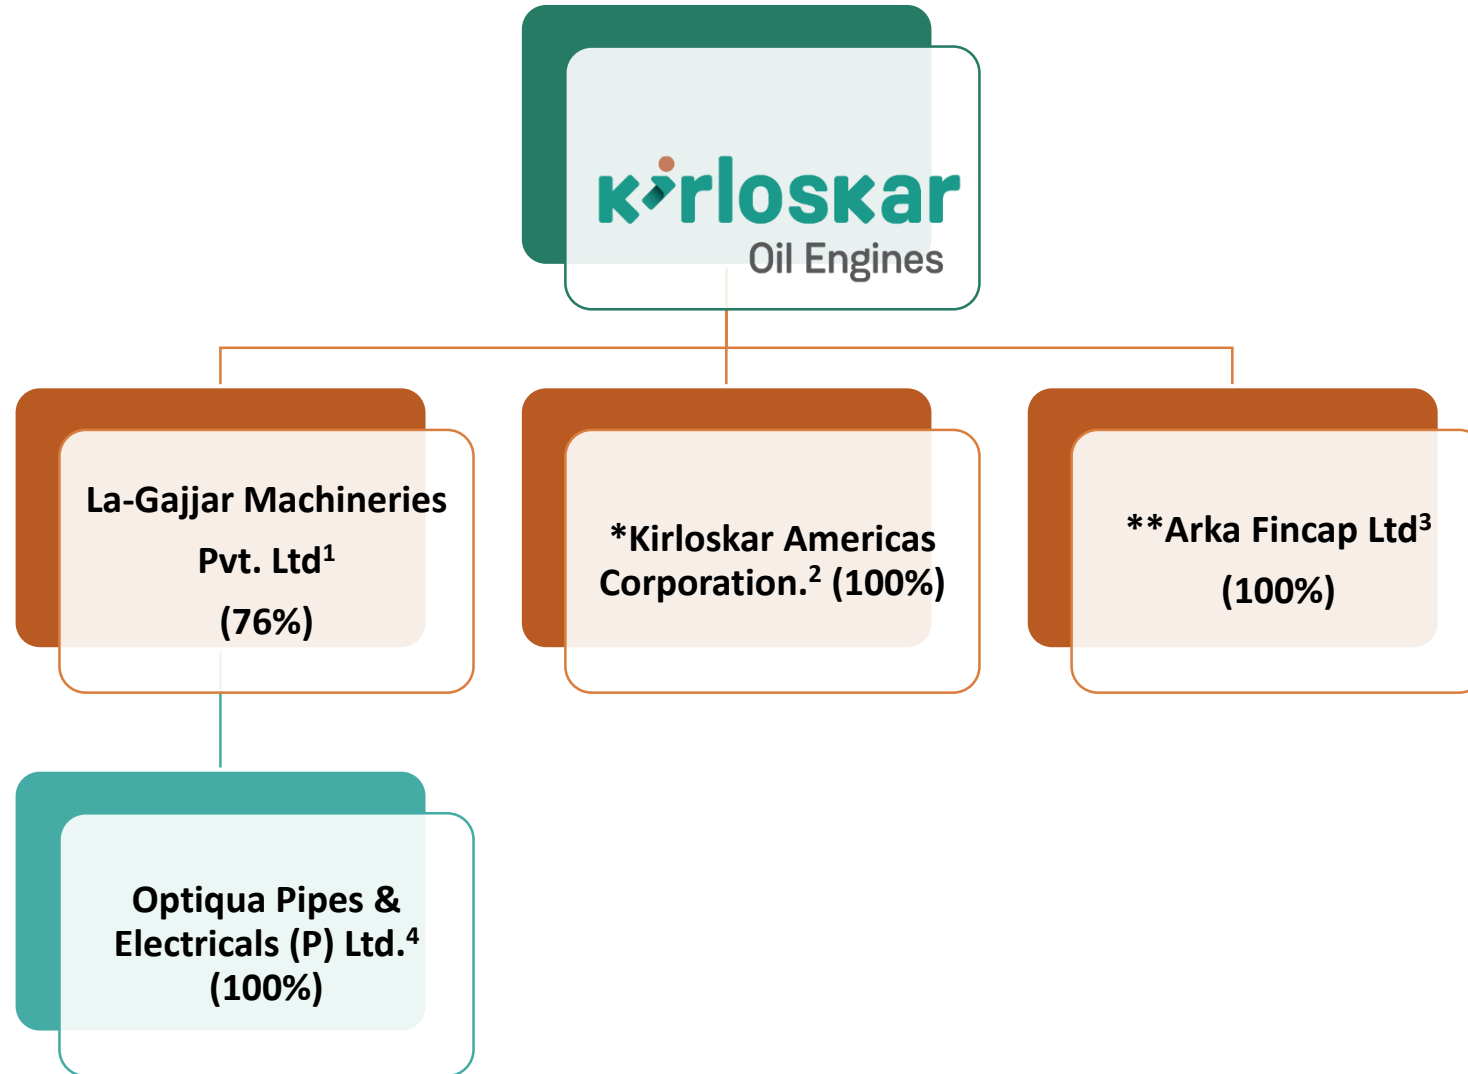 Kirloskar
Oil Engines
La-Gajjar Machineries
Pvt. Ltd¹
(76%)
*Kirloskar Americas
Corporation.² (100%)
**Arka Fincap Ltd³
(100%)
Optiqua Pipes &
Electricals (P) Ltd.⁴
(100%)